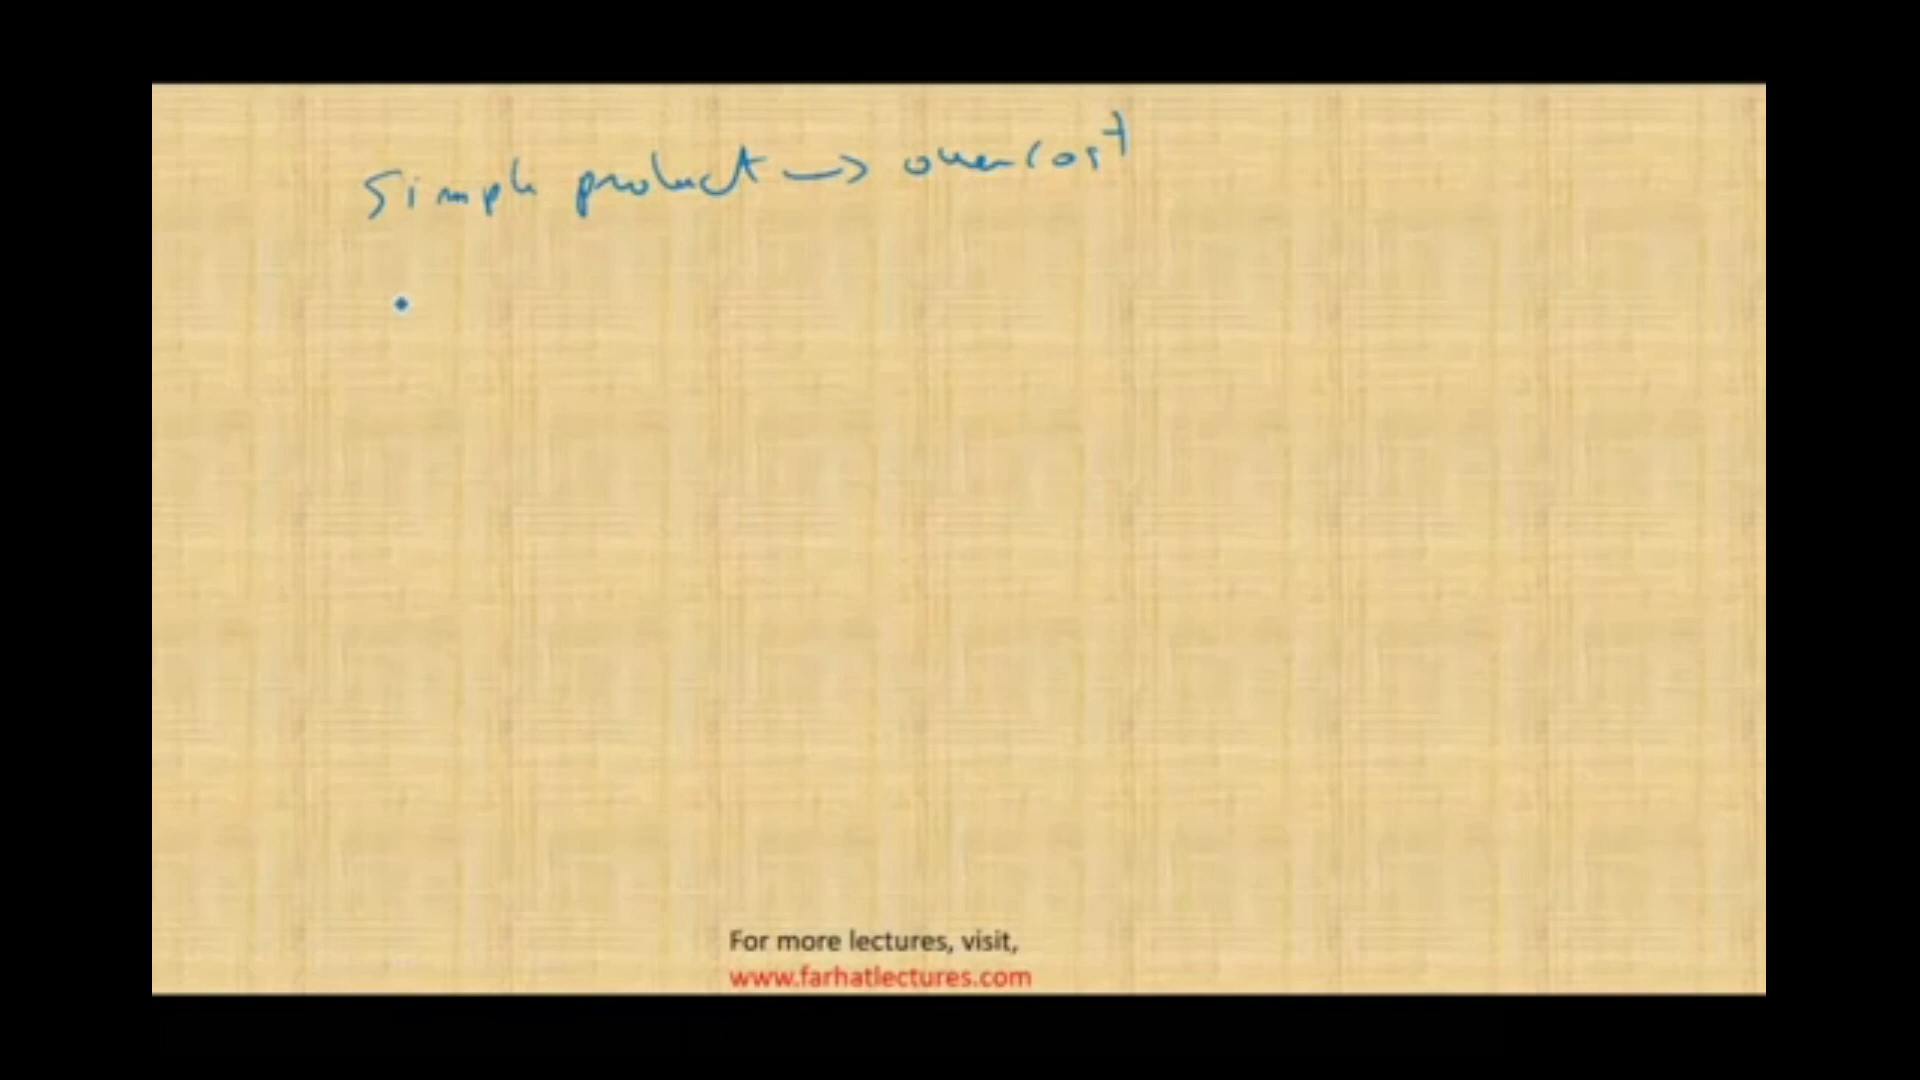 Simple product → overcost
For more lectures, visit,
www.farhatlectures.com